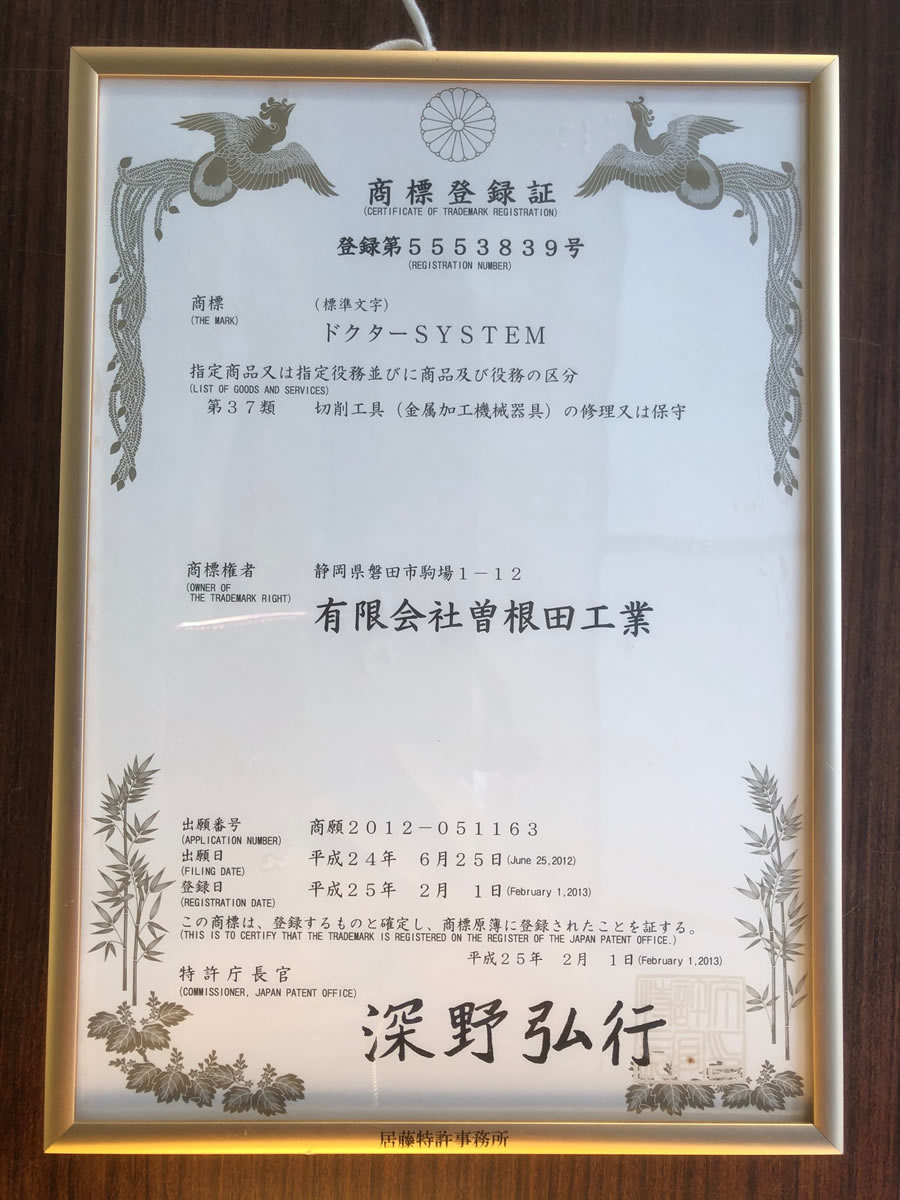 商標登録証
(CERTIFICATE OF TRADEMARK REGISTRATION)
登録第5553839号
(REGISTRATION NUMBER)
商標
(THE MARK)
(標準文字)
ドクターSYSTEM
指定商品又は指定役務並びに商品及び役務の区分
(LIST OF GOODS AND SERVICES)
第37類 切削工具(金属加工機械器具)の修理又は保守
商標権者
(OWNER OF
THE TRADEMARK RIGHT)
静岡県磐田市駒場1-12
有限会社曽根田工業
出願番号 商願2012-051163
(APPLICATION NUMBER)
出願日 平成24年 6月25日(June 25,2012)
(FILING DATE)
登録日 平成25年 2月 1日(February 1,2013)
(REGISTRATION DATE)
この商標は、登録するものと確定し、商標原簿に登録されたことを証する。
(THIS IS TO CERTIFY THAT THE TRADEMARK IS REGISTERED ON THE REGISTER OF THE JAPAN PATENT OFFICE.)
平成25年 2月 1日(February 1,2013)
特許庁長官
(COMMISSIONER, JAPAN PATENT OFFICE)
深野弘行
居藤特許事務所